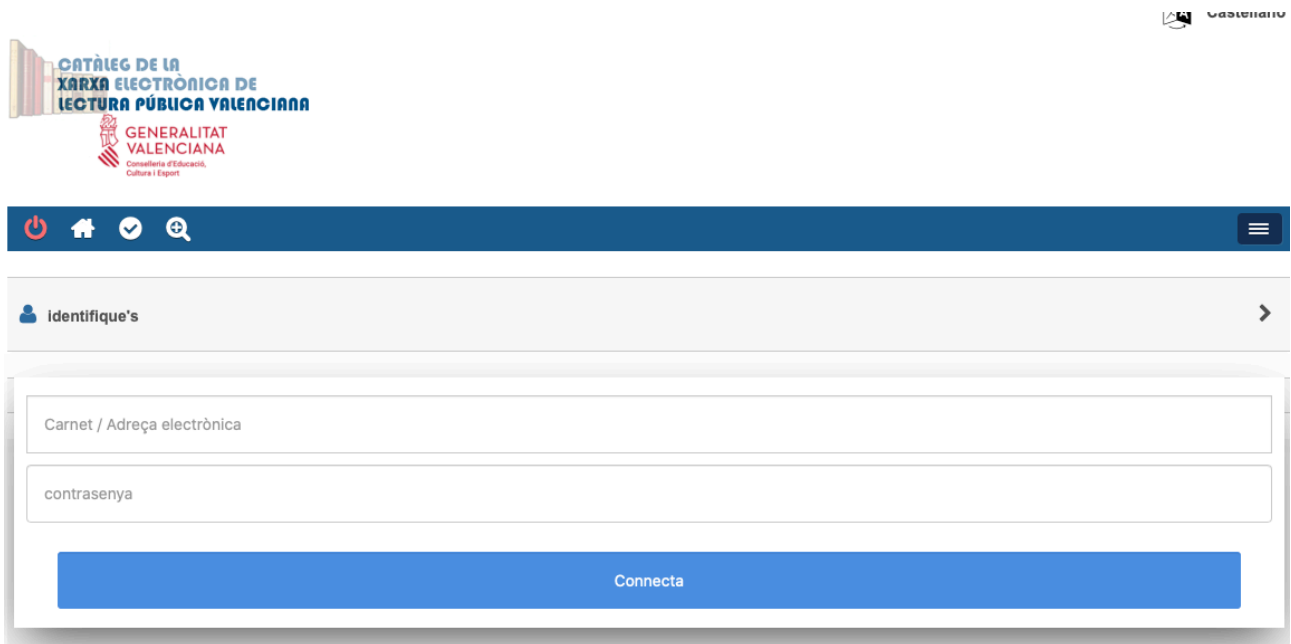 Castellano
CATÀLEG DE LA
XARXA ELECTRÒNICA DE
LECTURA PÚBLICA VALENCIANA
GENERALITAT
VALENCIANA
Conselleria d'Educació,
Cultura i Esport
identifique's
Carnet / Adreça electrònica
contrasenya
Connecta